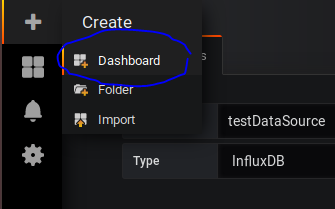 Create
Dashboard
Folder
Import
s
testDataSource
Type
InfluxDB